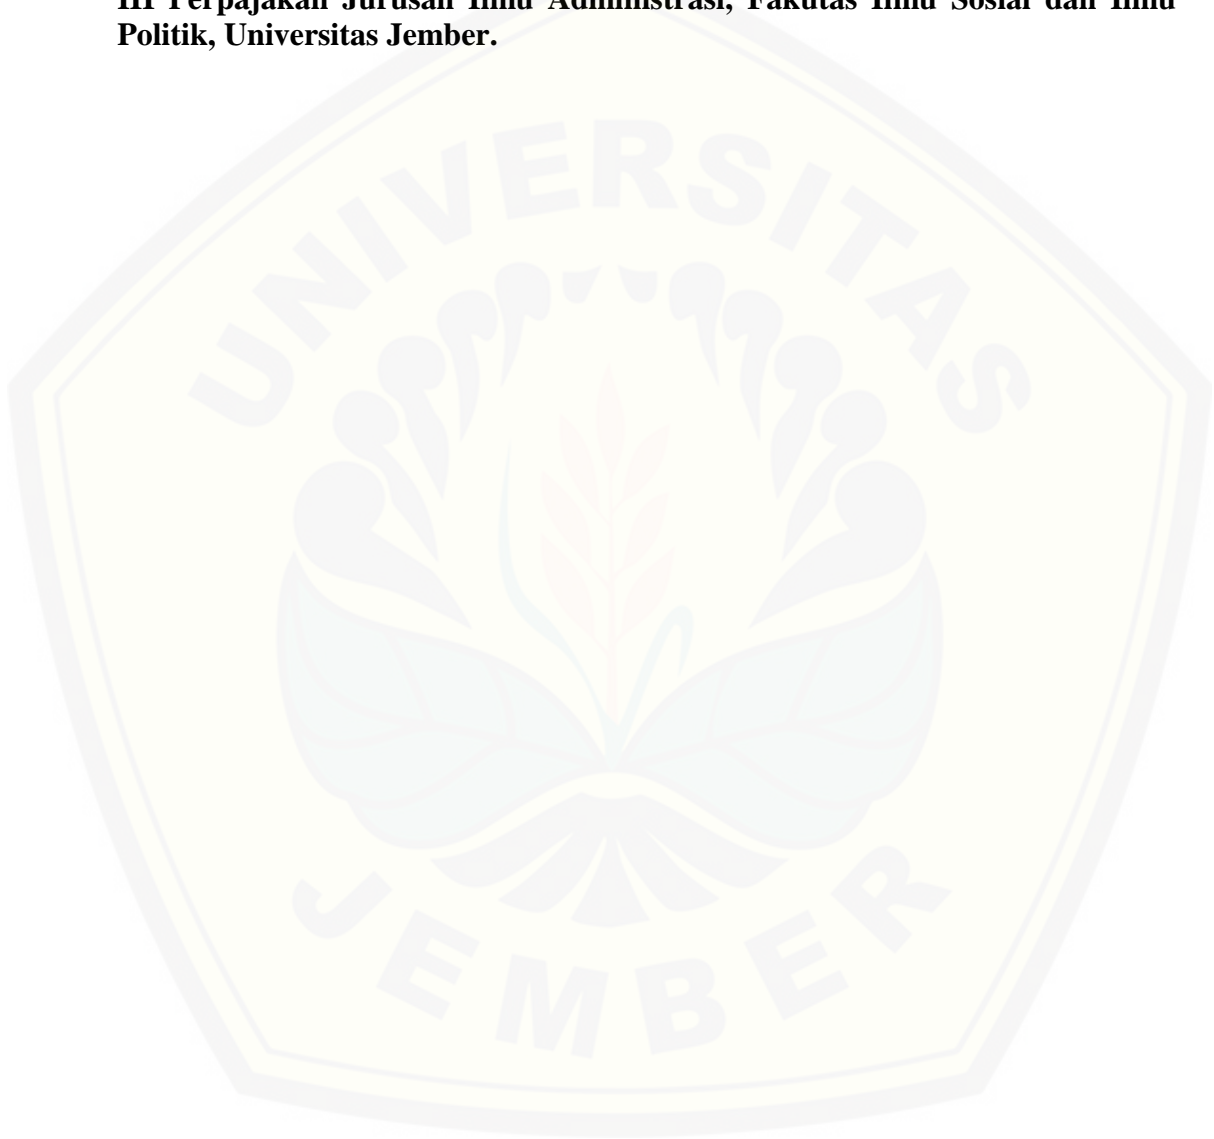 III Perpajakan Jurusan Ilmu Administrasi, Fakutas Ilmu Sosial dan Ilmu
Politik, Universitas Jember.
UNIVERSITAS
JEMBER